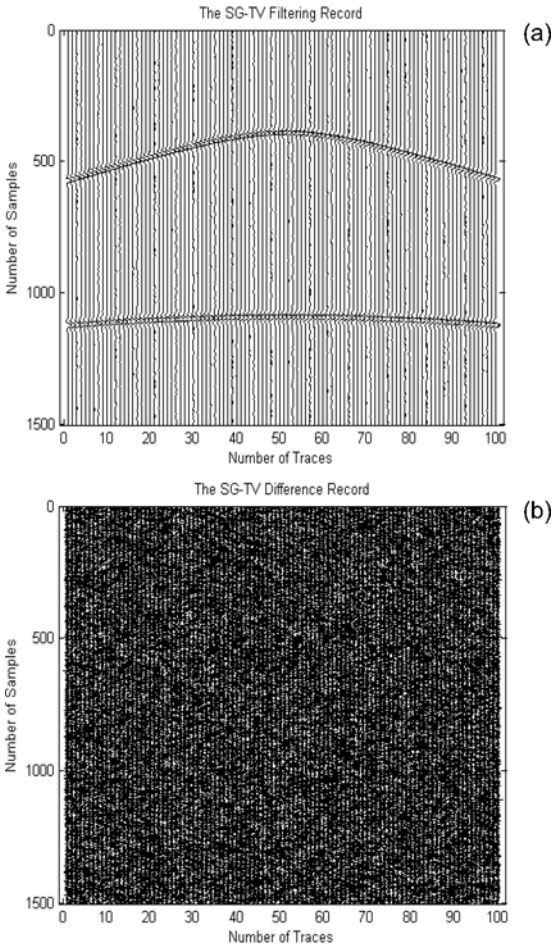 The SG-TV Filtering Record
(a)
0
500
1000
1500
Number of Samples
0 10 20 30 40 50 60 70 80 90 100
Number of Traces
The SG-TV Difference Record
(b)
0
500
1000
1500
Number of Samples
0 10 20 30 40 50 60 70 80 90 100
Number of Traces